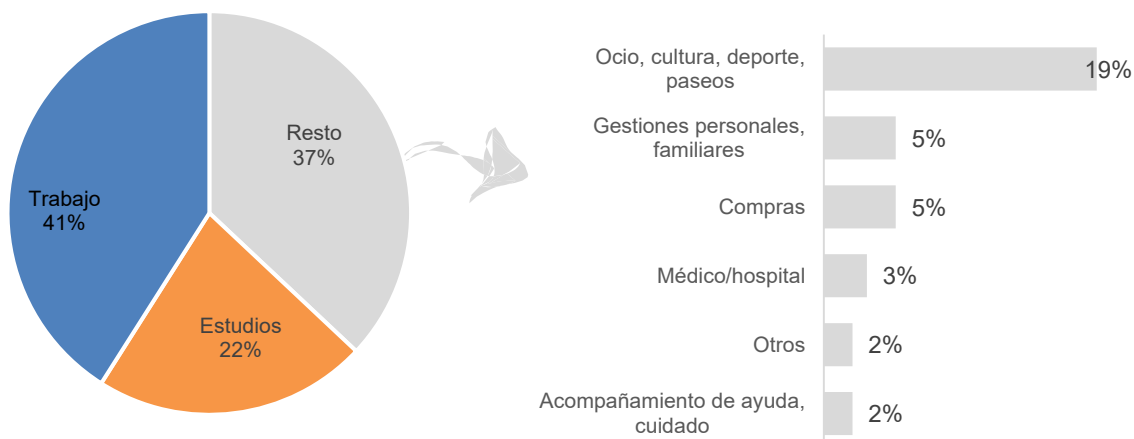 Resto
37%
Trabajo
41%
Estudios
22%
Ocio, cultura, deporte,
paseos
19%
Gestiones personales,
familiares
5%
Compras
5%
Médico/hospital
3%
Otros
2%
Acompañamiento de ayuda,
cuidado
2%